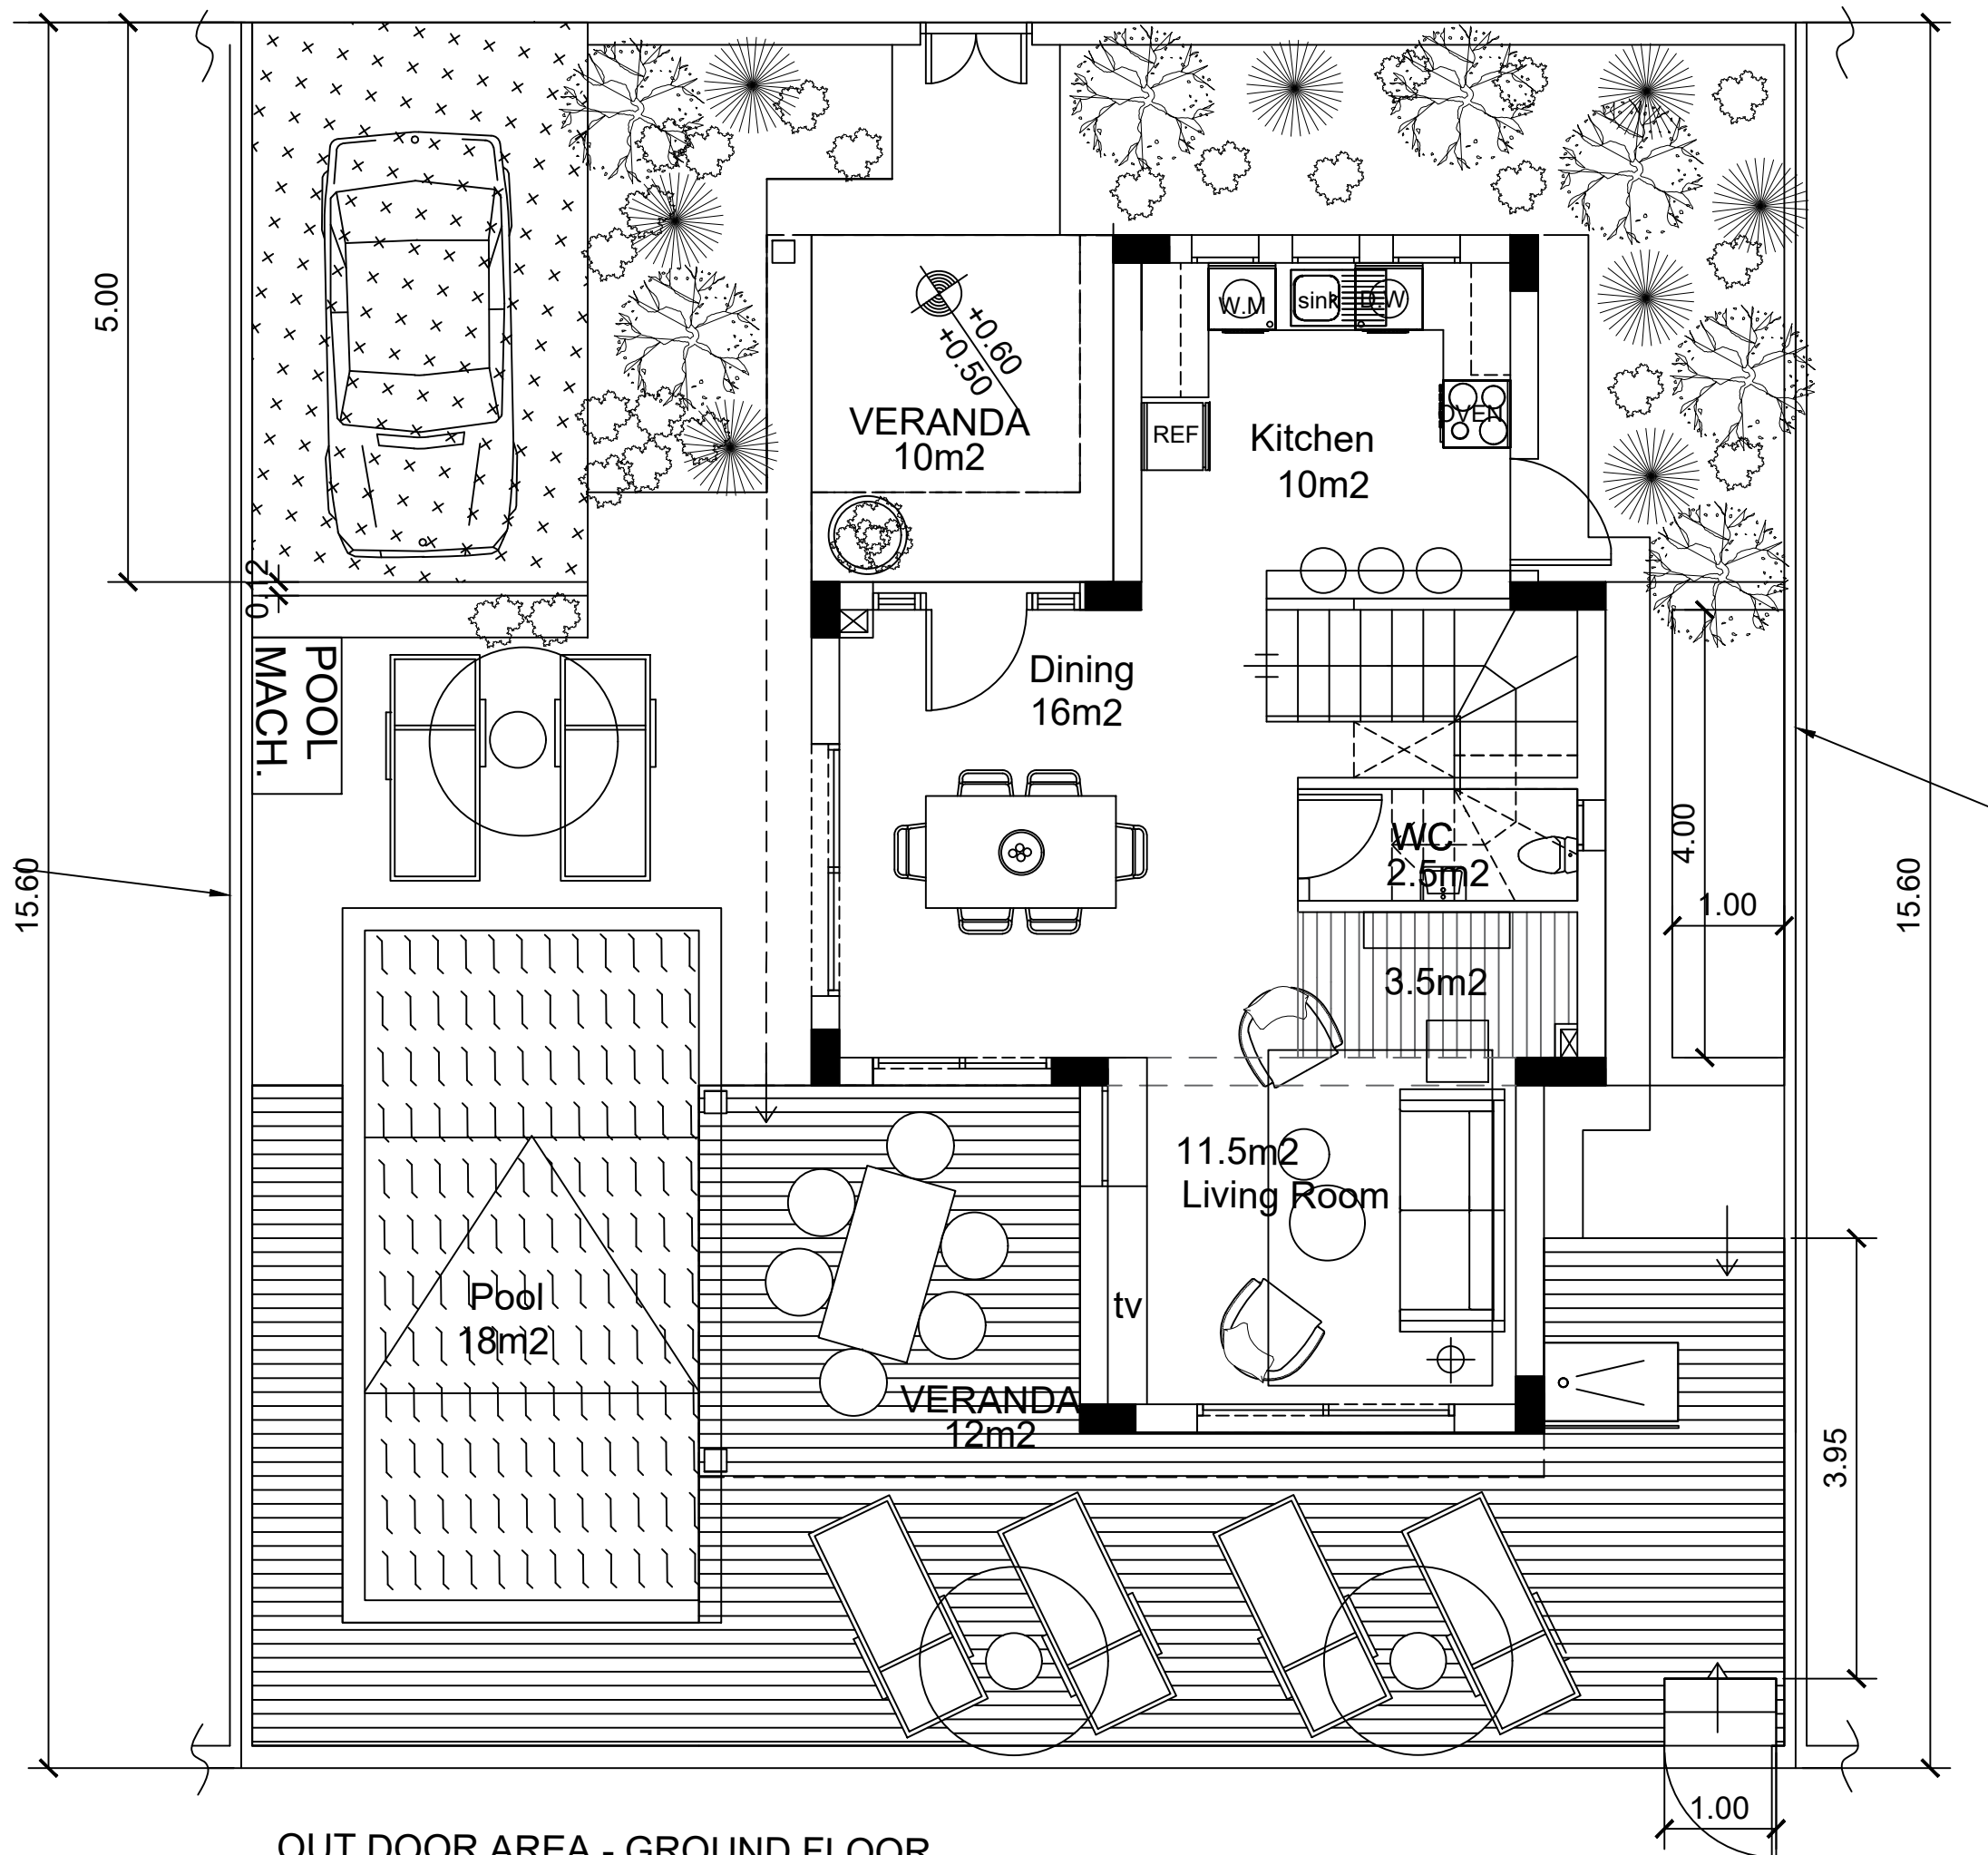 5.00
W.M
sink
D.W
+0.60
+0.50
VERANDA
10m2
REF
Kitchen
10m2
OVEN
0.12
POOL
MACH.
Dining
16m2
WC
2.5m2
4.00
1.00
15.60
15.60
3.5m2
11.5m2
Living Room
Pool
18m2
tv
VERANDA
12m2
3.95
1.00
OUT DOOR AREA - GROUND FLOOR